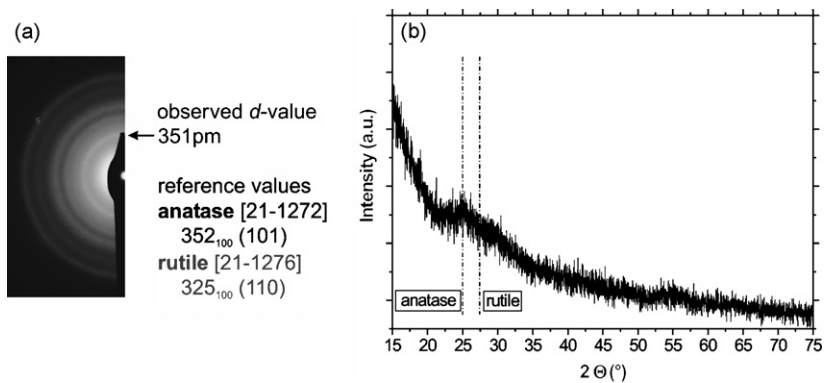 (a)
observed d-value
351pm
reference values
anatase [21-1272]
352₁₀₀ (101)
rutile [21-1276]
325₁₀₀ (110)
(b)
Intensity (a.u.)
anatase
rutile
15 20 25 30 35 40 45 50 55 60 65 70 75
2 Θ (°)